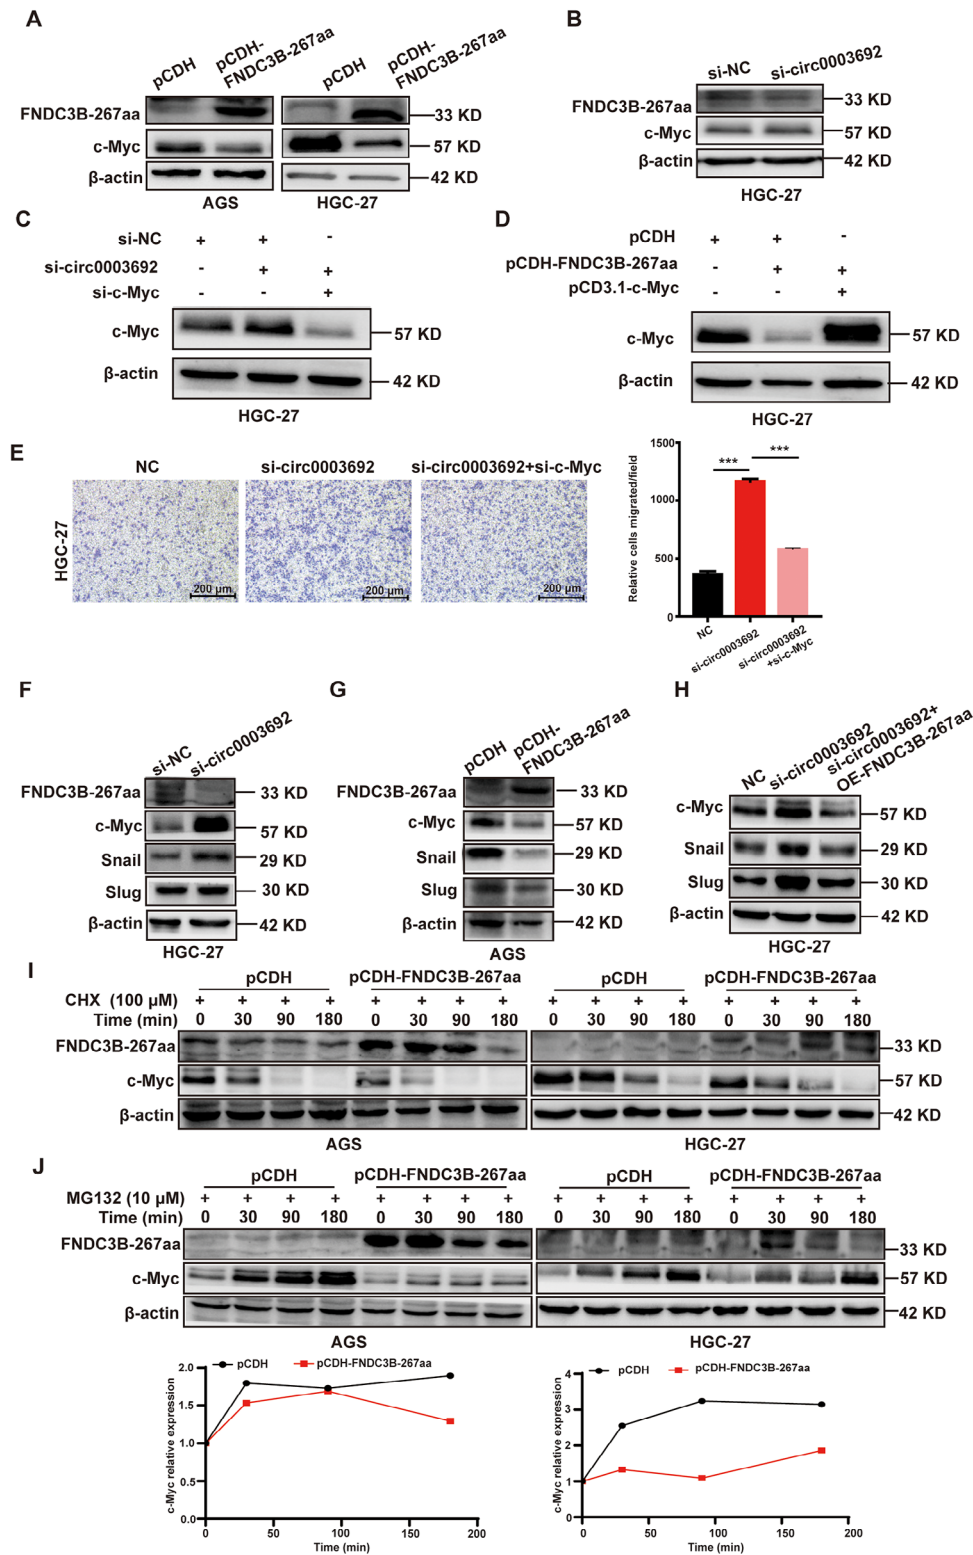 A
pCDH
pCDH-
FNDC3B-267aa
pCDH
pCDH-
FNDC3B-267aa
FNDC3B-267aa
33 KD
c-Myc
57 KD
β-actin
42 KD
AGS
HGC-27
B
si-NC
si-circ0003692
FNDC3B-267aa
33 KD
c-Myc
57 KD
β-actin
42 KD
HGC-27
C
si-NC + + -
si-circ0003692 - + +
si-c-Myc - - +
c-Myc
57 KD
β-actin
42 KD
HGC-27
D
pCDH + + -
pCDH-FNDC3B-267aa - + +
pCD3.1-c-Myc - - +
c-Myc
57 KD
β-actin
42 KD
HGC-27
E
NC
si-circ0003692
si-circ0003692+si-c-Myc
HGC-27
200 μm
200 μm
200 μm
Relative cells migrated/field
1500
1000
500
0
***
***
NC
si-circ0003692
si-circ0003692
+si-c-Myc
F
si-NC
si-circ0003692
FNDC3B-267aa
33 KD
c-Myc
57 KD
Snail
29 KD
Slug
30 KD
β-actin
42 KD
HGC-27
G
pCDH
pCDH-
FNDC3B-267aa
FNDC3B-267aa
33 KD
c-Myc
57 KD
Snail
29 KD
Slug
30 KD
β-actin
42 KD
AGS
H
NC
si-circ0003692
si-circ0003692+
OE-FNDC3B-267aa
c-Myc
57 KD
Snail
29 KD
Slug
30 KD
β-actin
42 KD
HGC-27
I
pCDH pCDH-FNDC3B-267aa pCDH pCDH-FNDC3B-267aa
CHX (100 μM) + + + + + + + + + + + + + + + +
Time (min) 0 30 90 180 0 30 90 180 0 30 90 180 0 30 90 180
FNDC3B-267aa
33 KD
c-Myc
57 KD
β-actin
42 KD
AGS
HGC-27
J
pCDH pCDH-FNDC3B-267aa pCDH pCDH-FNDC3B-267aa
MG132 (10 μM) + + + + + + + + + + + + + + + +
Time (min) 0 30 90 180 0 30 90 180 0 30 90 180 0 30 90 180
FNDC3B-267aa
33 KD
c-Myc
57 KD
β-actin
42 KD
AGS
HGC-27
pCDH pCDH-FNDC3B-267aa
c-Myc relative expression
2.0
1.5
1.0
0.5
0.0
0 50 100 150 200
Time (min)
pCDH pCDH-FNDC3B-267aa
c-Myc relative expression
4
3
2
1
0
0 50 100 150 200
Time (min)